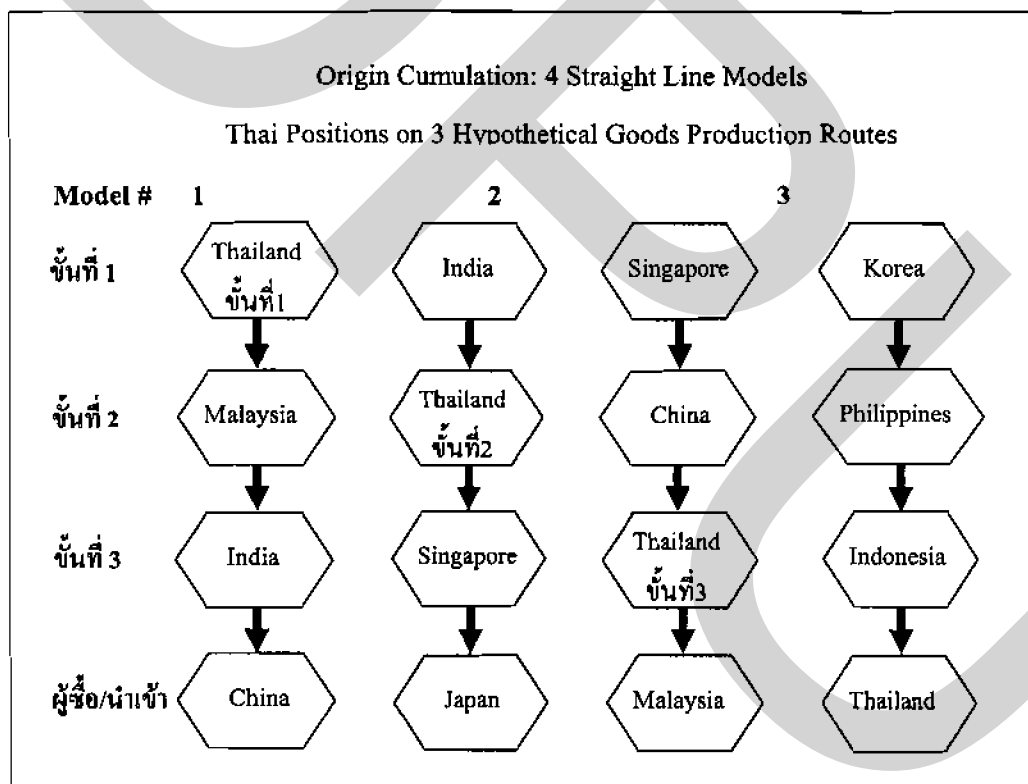 Origin Cumulation: 4 Straight Line Models
Thai Positions on 3 Hypothetical Goods Production Routes
Model # 1 2 3
ขั้นที่ 1 Thailand ขั้นที่1 India Singapore Korea
ขั้นที่ 2 Malaysia Thailand ขั้นที่2 China Philippines
ขั้นที่ 3 India Singapore Thailand ขั้นที่3 Indonesia
ผู้ซื้อ/นำเข้า China Japan Malaysia Thailand